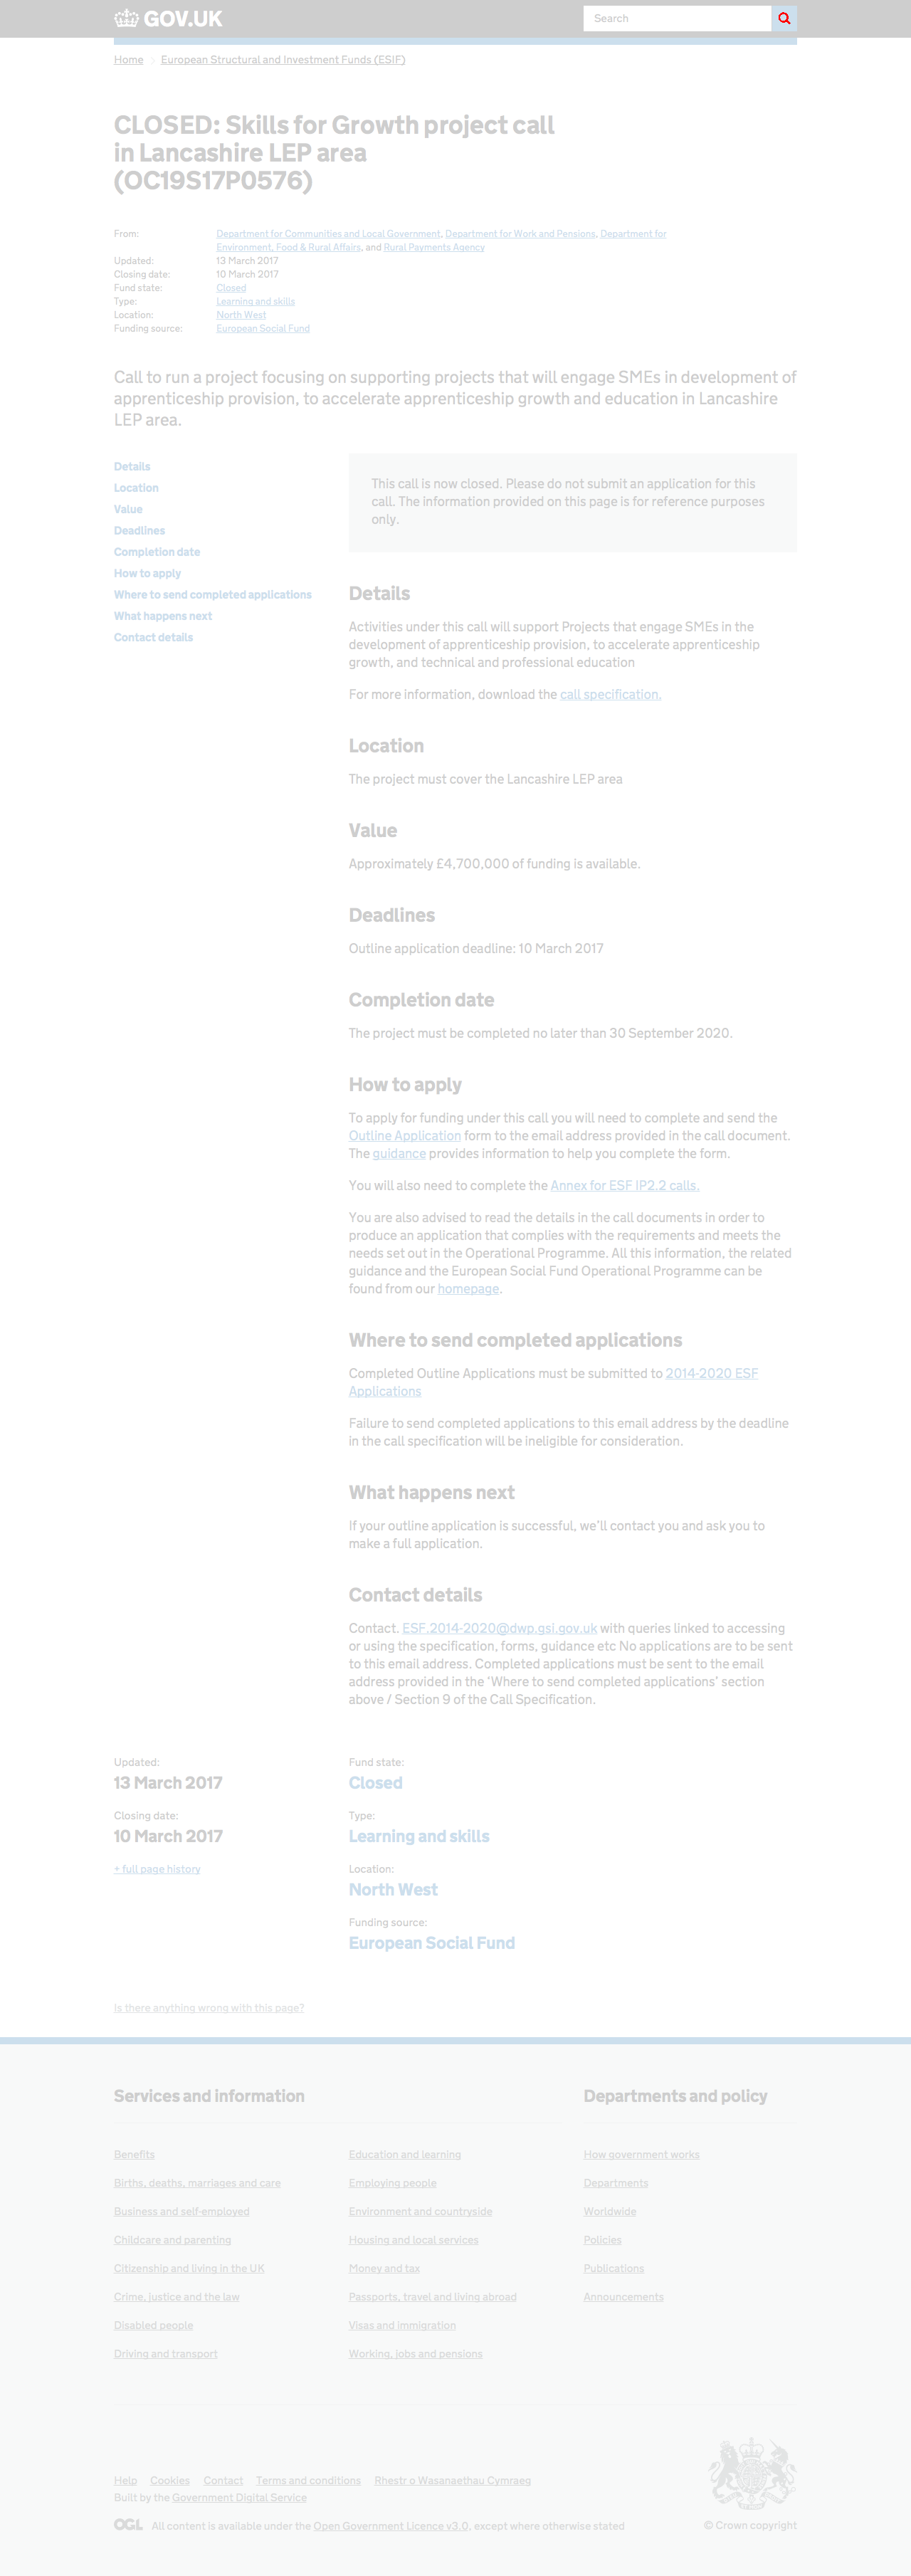 GOV.UK
Search
Home
European Structural and Investment Funds (ESIF)
CLOSED: Skills for Growth project call
in Lancashire LEP area
(OC19S17P0576)
From: Department for Communities and Local Government, Department for Work and Pensions, Department for
Environment, Food & Rural Affairs, and Rural Payments Agency
Updated: 13 March 2017
Closing date: 10 March 2017
Fund state: Closed
Type: Learning and skills
Location: North West
Funding source: European Social Fund
Call to run a project focusing on supporting projects that will engage SMEs in development of
apprenticeship provision, to accelerate apprenticeship growth and education in Lancashire
LEP area.
Details
Location
Value
Deadlines
Completion date
How to apply
Where to send completed applications
What happens next
Contact details
This call is now closed. Please do not submit an application for this
call. The information provided on this page is for reference purposes
only.
Details
Activities under this call will support Projects that engage SMEs in the
development of apprenticeship provision, to accelerate apprenticeship
growth, and technical and professional education
For more information, download the call specification.
Location
The project must cover the Lancashire LEP area
Value
Approximately £4,700,000 of funding is available.
Deadlines
Outline application deadline: 10 March 2017
Completion date
The project must be completed no later than 30 September 2020.
How to apply
To apply for funding under this call you will need to complete and send the
Outline Application form to the email address provided in the call document.
The guidance provides information to help you complete the form.
You will also need to complete the Annex for ESF IP2.2 calls.
You are also advised to read the details in the call documents in order to
produce an application that complies with the requirements and meets the
needs set out in the Operational Programme. All this information, the related
guidance and the European Social Fund Operational Programme can be
found from our homepage.
Where to send completed applications
Completed Outline Applications must be submitted to 2014-2020 ESF
Applications
Failure to send completed applications to this email address by the deadline
in the call specification will be ineligible for consideration.
What happens next
If your outline application is successful, we'll contact you and ask you to
make a full application.
Contact details
Contact. ESF.2014-2020@dwp.gsi.gov.uk with queries linked to accessing
or using the specification, forms, guidance etc No applications are to be sent
to this email address. Completed applications must be sent to the email
address provided in the 'Where to send completed applications' section
above / Section 9 of the Call Specification.
Updated:
13 March 2017
Closing date:
10 March 2017
+ full page history
Fund state:
Closed
Type:
Learning and skills
Location:
North West
Funding source:
European Social Fund
Is there anything wrong with this page?
Services and information
Benefits
Births, deaths, marriages and care
Business and self-employed
Childcare and parenting
Citizenship and living in the UK
Crime, justice and the law
Disabled people
Driving and transport
Education and learning
Employing people
Environment and countryside
Housing and local services
Money and tax
Passports, travel and living abroad
Visas and immigration
Working, jobs and pensions
Departments and policy
How government works
Departments
Worldwide
Policies
Publications
Announcements
Help Cookies Contact Terms and conditions Rhestr o Wasanaethau Cymraeg
Built by the Government Digital Service
OGL All content is available under the Open Government Licence v3.0, except where otherwise stated
© Crown copyright